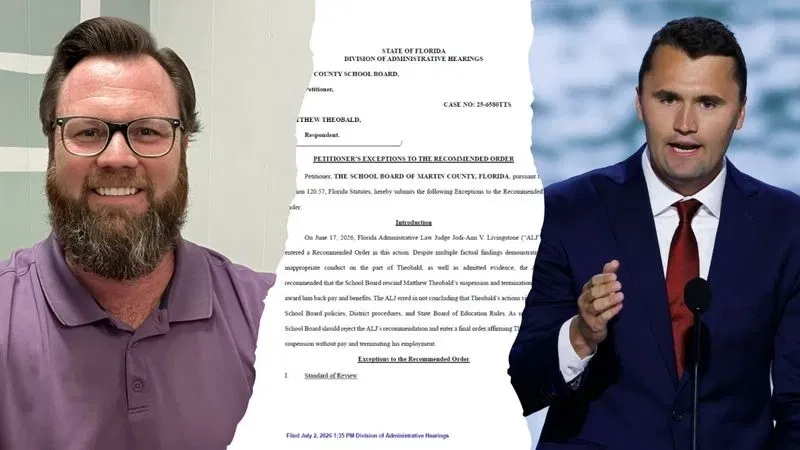 STATE OF FLORIDA
DIVISION OF ADMINISTRATIVE HEARINGS
COUNTY SCHOOL BOARD,
Petitioner,
CASE NO: 25-6580TTS
THEW THEOBALD,
Respondent.
PETITIONER'S EXCEPTIONS TO THE RECOMMENDED ORDER
Petitioner, THE SCHOOL BOARD OF MARTIN COUNTY, FLORIDA, pursuant
120.57, Florida Statutes, hereby submits the following Exceptions to the Recommended
Order.
Introduction
On June 17, 2026, Florida Administrative Law Judge Jodi-Ann V. Livingstone ("ALJ
entered a Recommended Order in this action. Despite multiple factual findings demonstrat
inappropriate conduct on the part of Theobald, as well as admitted evidence, the
recommended that the School Board rescind Matthew Theobald's suspension and termination
award him back pay and benefits. The ALJ erred in not concluding that Theobald's actions
School Board policies, District procedures, and State Board of Education Rules. As
School Board should reject the ALJ's recommendation and enter a final order affirming
suspension without pay and terminating his employment.
Exceptions to the Recommended Order
I. Standard of Review
Filed July 2, 2026 1:35 PM Division of Administrative Hearings